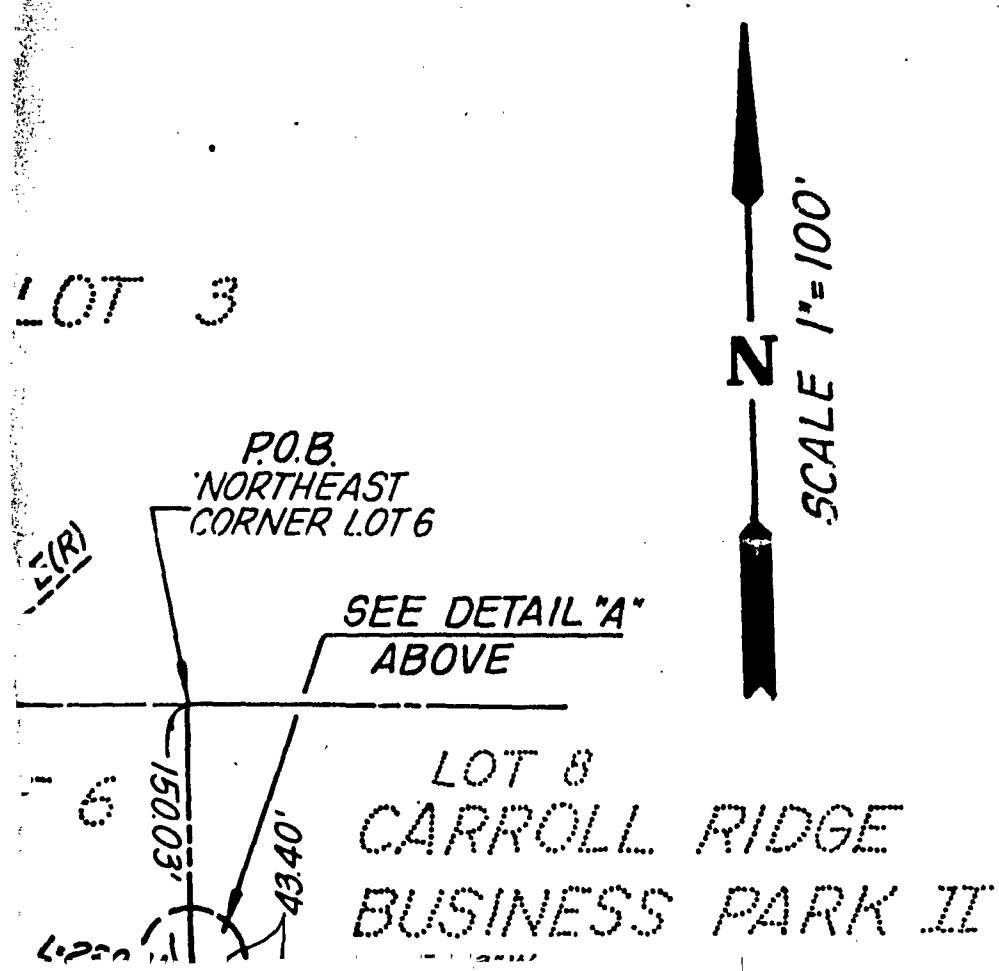 LOT 3
N
SCALE 1"=100'
P.O.B.
NORTHEAST
CORNER LOT 6
E(R)
SEE DETAIL "A"
ABOVE
6
150.03'
43.40'
LOT 8
CARROLL RIDGE
BUSINESS PARK II